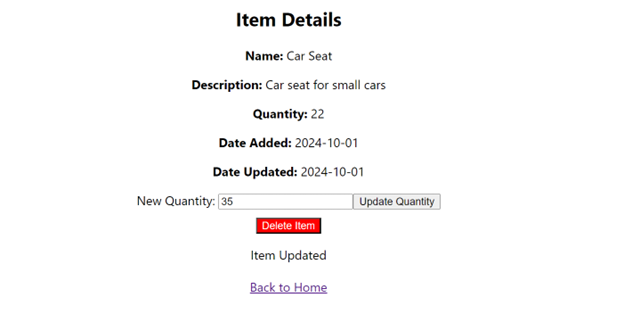 Item Details
Name: Car Seat
Description: Car seat for small cars
Quantity: 22
Date Added: 2024-10-01
Date Updated: 2024-10-01
New Quantity: 35 Update Quantity
Delete Item
Item Updated
Back to Home